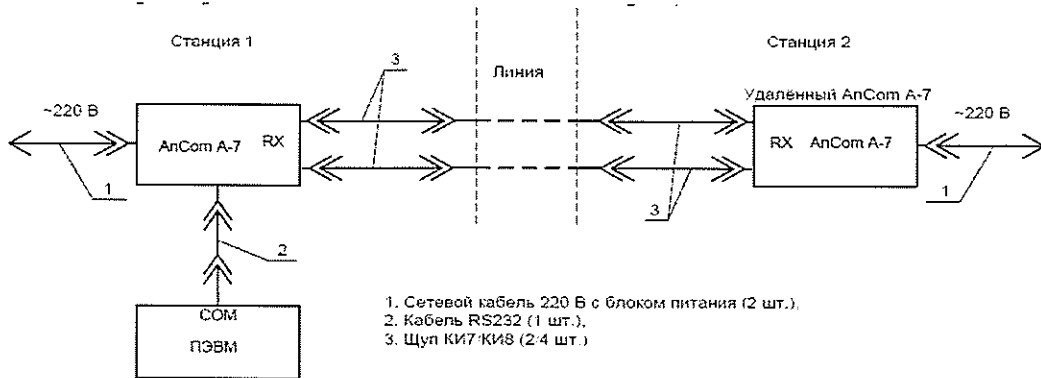 Станция 1
Станция 2
3
Линия
Удалённый AnCom A-7
~220 В
~220 В
AnCom A-7
RX
RX
AnCom A-7
1
1
3
2
COM
ПЭВМ
1. Сетевой кабель 220 В с блоком питания (2 шт.),
2. Кабель RS232 (1 шт.),
3. Щуп КИ7/КИ8 (2/4 шт.)